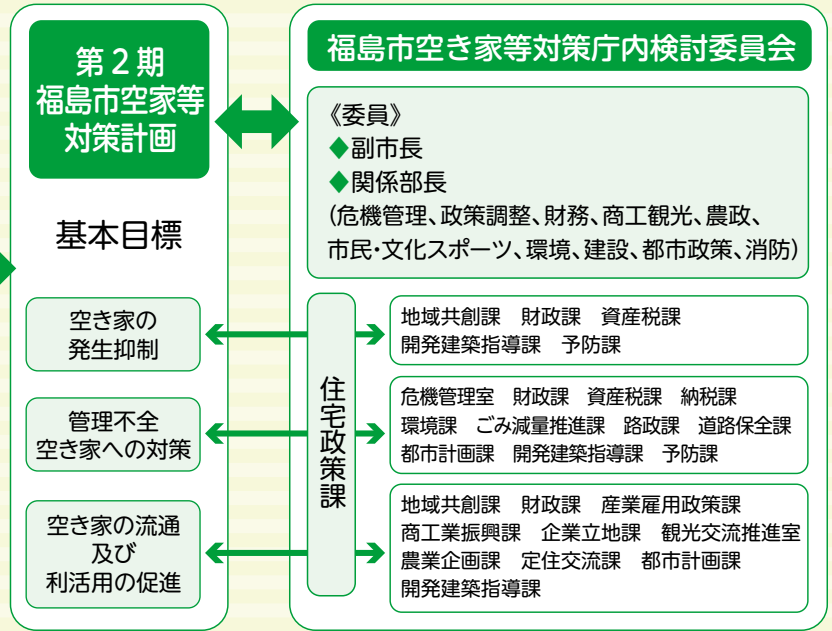 第2期
福島市空家等
対策計画
基本目標
空き家の
発生抑制
管理不全
空き家への対策
空き家の流通
及び
利活用の促進
福島市空き家等対策庁内検討委員会
《委員》
◆副市長
◆関係部長
(危機管理、政策調整、財務、商工観光、農政、
市民・文化スポーツ、環境、建設、都市政策、消防)
住宅政策課
地域共創課 財政課 資産税課
開発建築指導課 予防課
危機管理室 財政課 資産税課 納税課
環境課 ごみ減量推進課 路政課 道路保全課
都市計画課 開発建築指導課 予防課
地域共創課 財政課 産業雇用政策課
商工業振興課 企業立地課 観光交流推進室
農業企画課 定住交流課 都市計画課
開発建築指導課